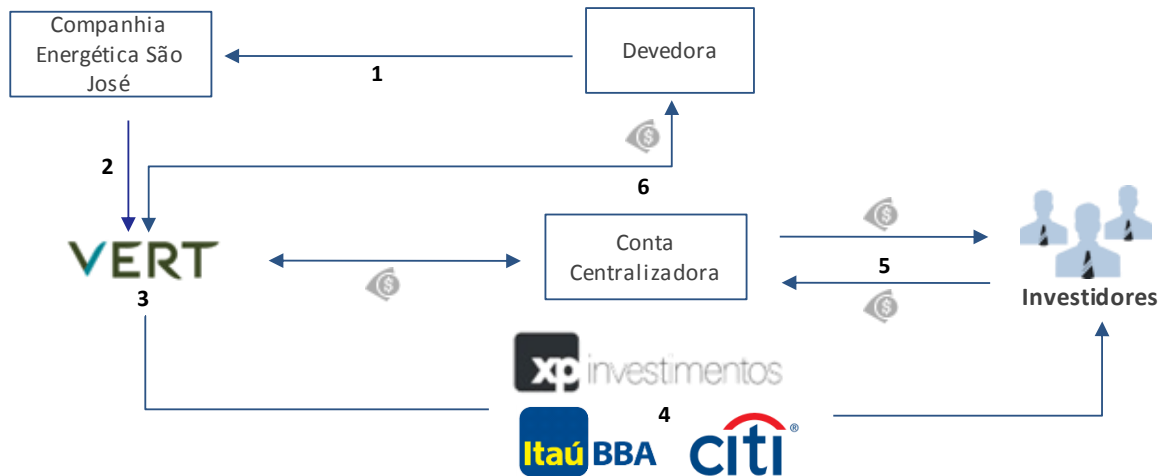 Companhia
Energética São
José
Devedora
1
2
$
6
VERT
3
$
Conta
Centralizadora
$
5
$
Investidores
xp investimentos
4
Itaú BBA
citi®